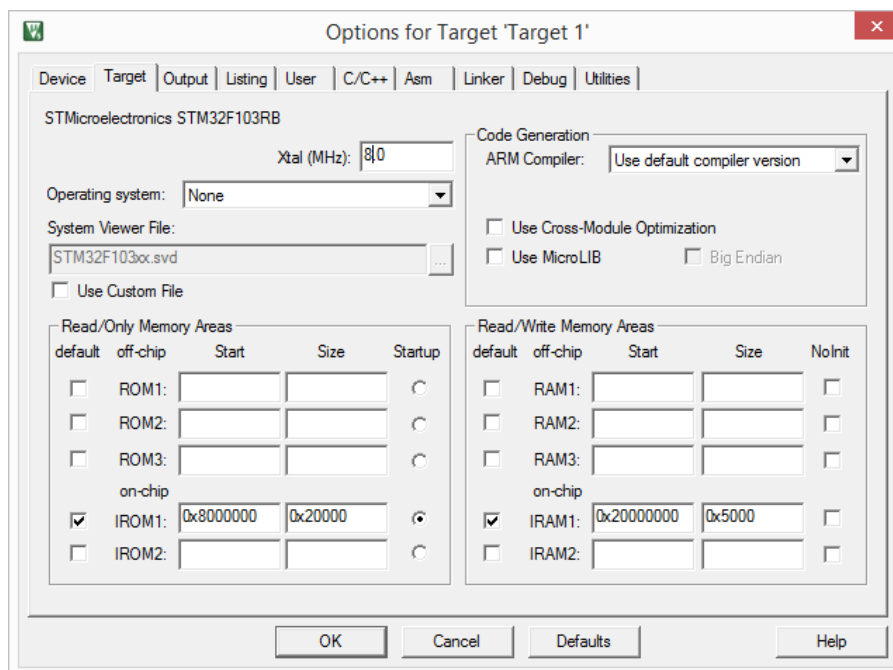 Options for Target 'Target 1'
Device Target Output Listing User C/C++ Asm Linker Debug Utilities
STMicroelectronics STM32F103RB
Xtal (MHz): 8.0
Operating system: None
System Viewer File:
STM32F103xx.svd ...
Use Custom File
Code Generation
ARM Compiler: Use default compiler version
Use Cross-Module Optimization
Use MicroLIB Big Endian
Read/Only Memory Areas
default off-chip Start Size Startup
ROM1:
ROM2:
ROM3:
on-chip
IROM1: 0x8000000 0x20000
IROM2:
Read/Write Memory Areas
default off-chip Start Size NoInit
RAM1:
RAM2:
RAM3:
on-chip
IRAM1: 0x20000000 0x5000
IRAM2:
OK Cancel Defaults Help